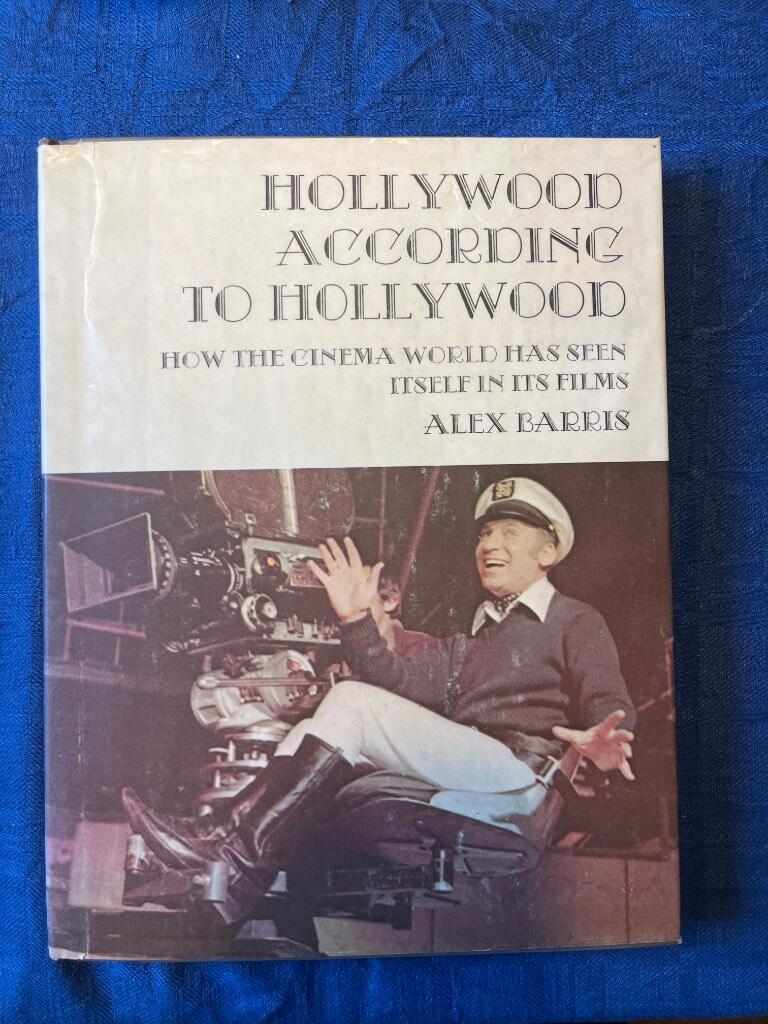 HOLLYWOOD
ACCORDING
TO HOLLYWOOD
HOW THE CINEMA WORLD HAS SEEN
ITSELF IN ITS FILMS
ALEX BARRIS